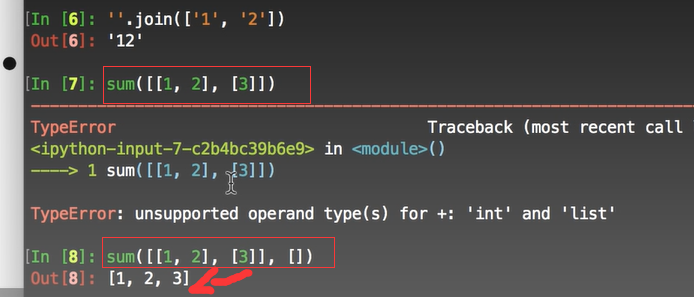 [In [6]: ''.join(['1', '2'])
Out[6]: '12'
[In [7]: sum([[1, 2], [3]])
TypeError Traceback (most recent call
<ipython-input-7-c2b4bc39b6e9> in <module>()
----> 1 sum([[1, 2], [3]])
TypeError: unsupported operand type(s) for +: 'int' and 'list'
[In [8]: sum([[1, 2], [3]], [])
Out[8]: [1, 2, 3]